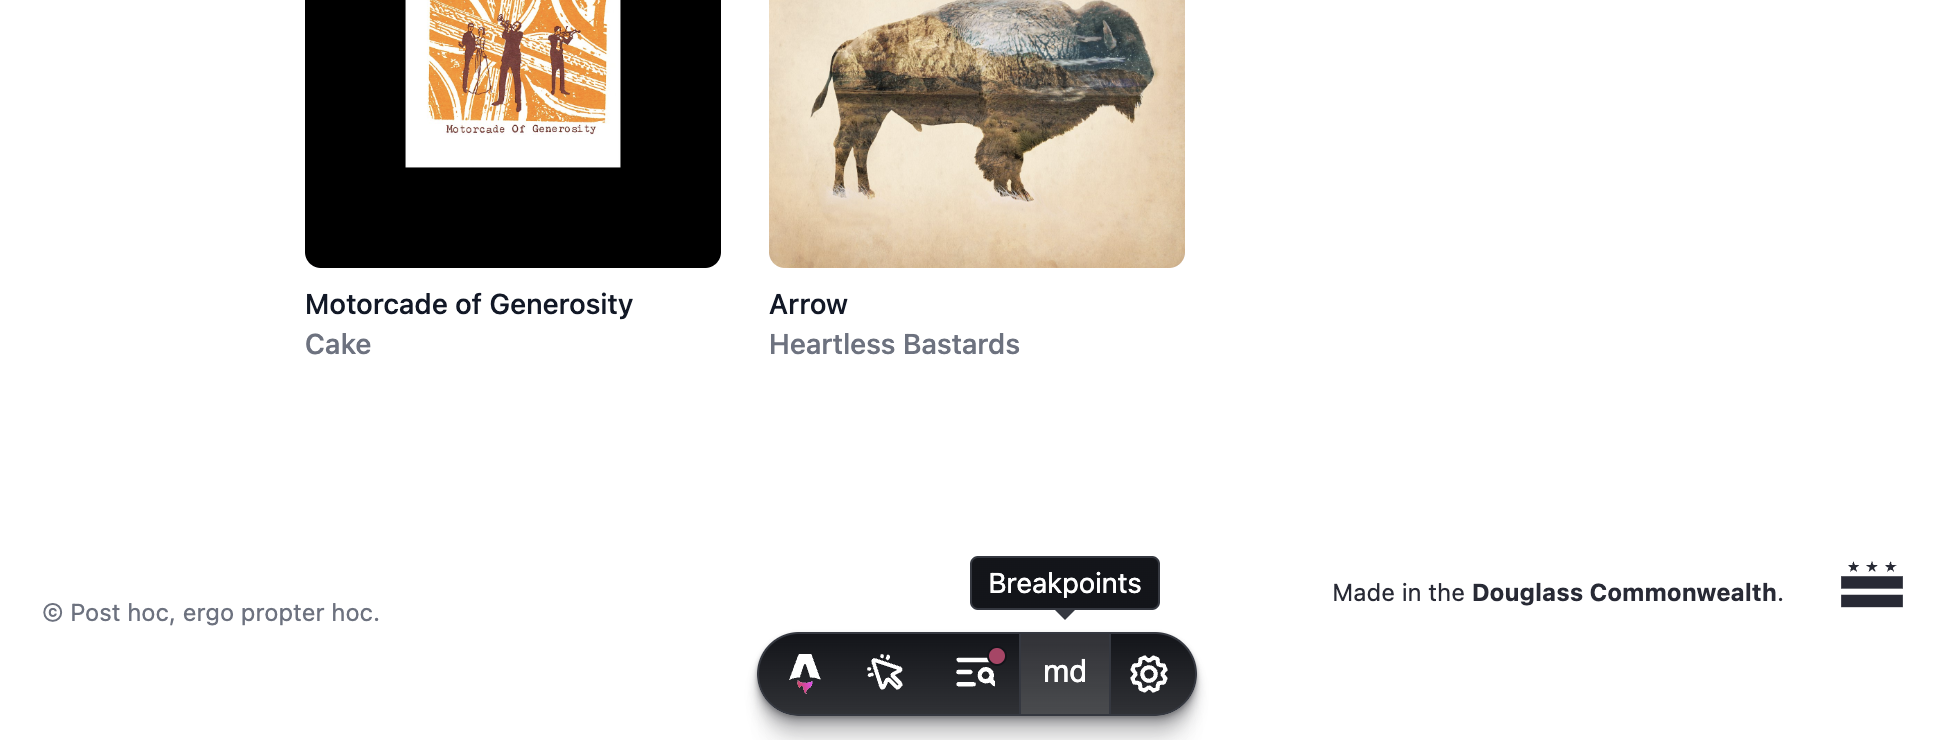 Motorcade Of Generosity
Motorcade of Generosity
Cake
Arrow
Heartless Bastards
Breakpoints
Made in the Douglass Commonwealth.
© Post hoc, ergo propter hoc.
md